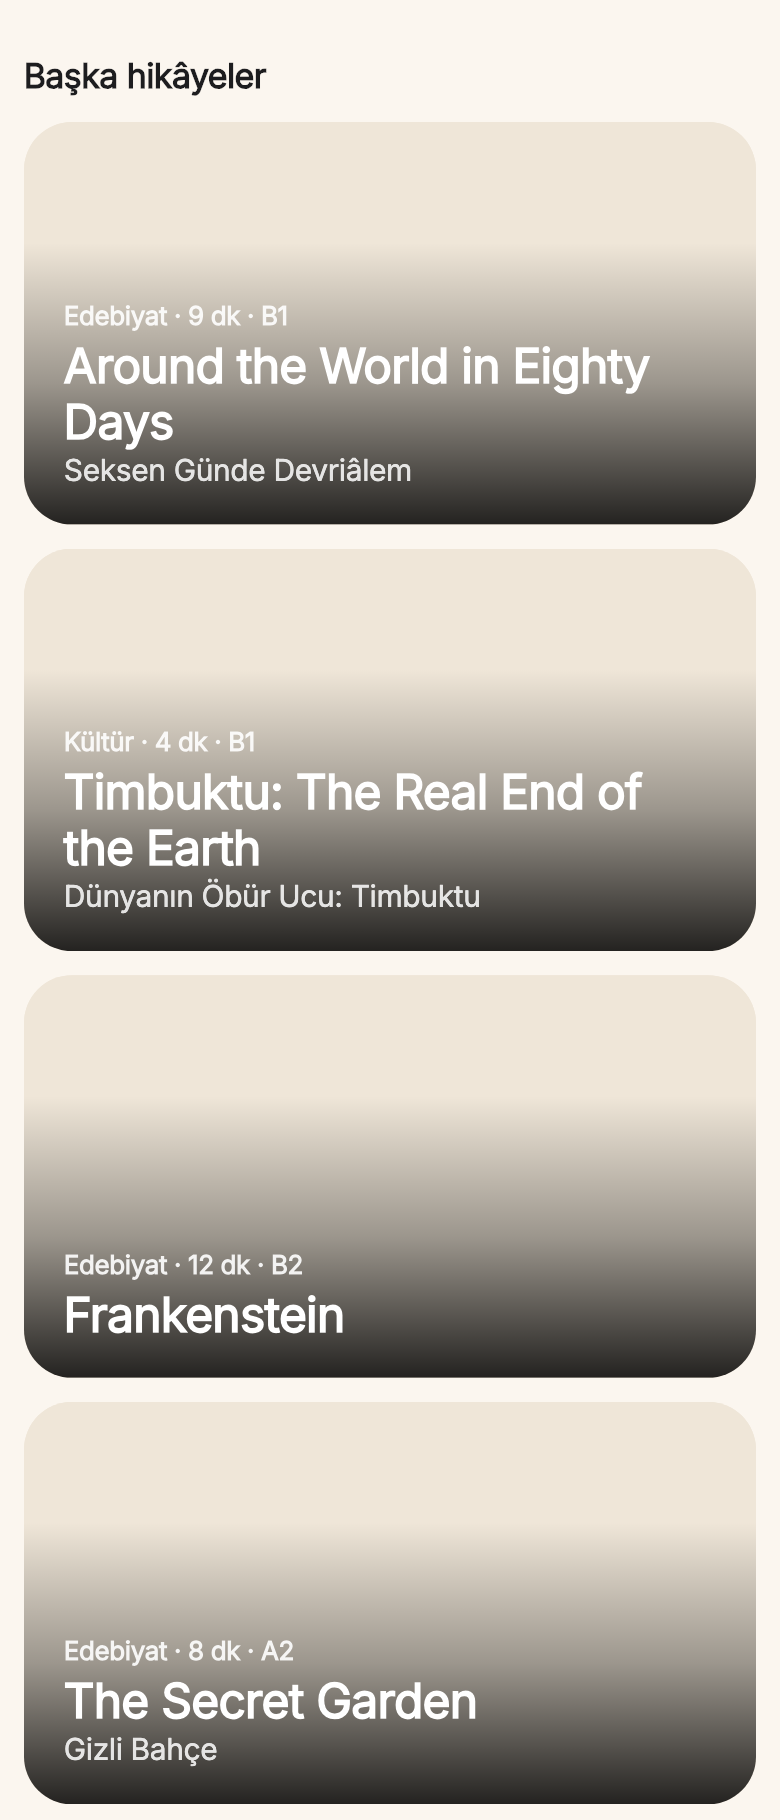 Başka hikâyeler
Edebiyat · 9 dk · B1
Around the World in Eighty
Days
Seksen Günde Devriâlem
Kültür · 4 dk · B1
Timbuktu: The Real End of
the Earth
Dünyanın Öbür Ucu: Timbuktu
Edebiyat · 12 dk · B2
Frankenstein
Edebiyat · 8 dk · A2
The Secret Garden
Gizli Bahçe